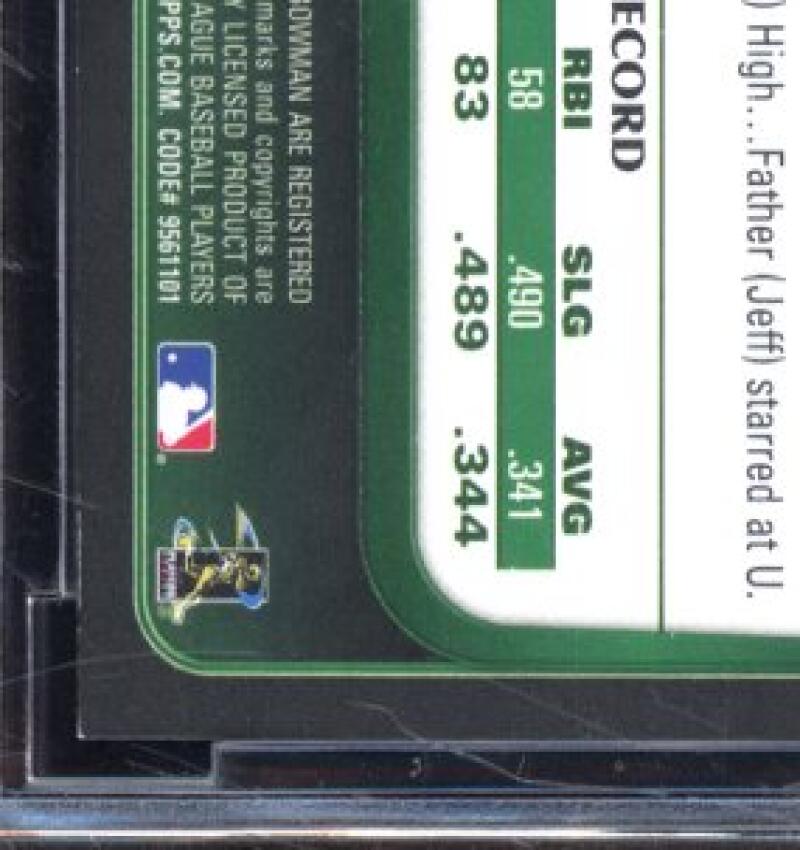 ) High...Father (Jeff) starred at U.
ECORD
RBI SLG AVG
58 .490 .341
83 .489 .344
BOWMAN ARE REGISTERED
marks and copyrights are
Y LICENSED PRODUCT OF
AGUE BASEBALL PLAYERS
PPS.COM. CODE# 9561101